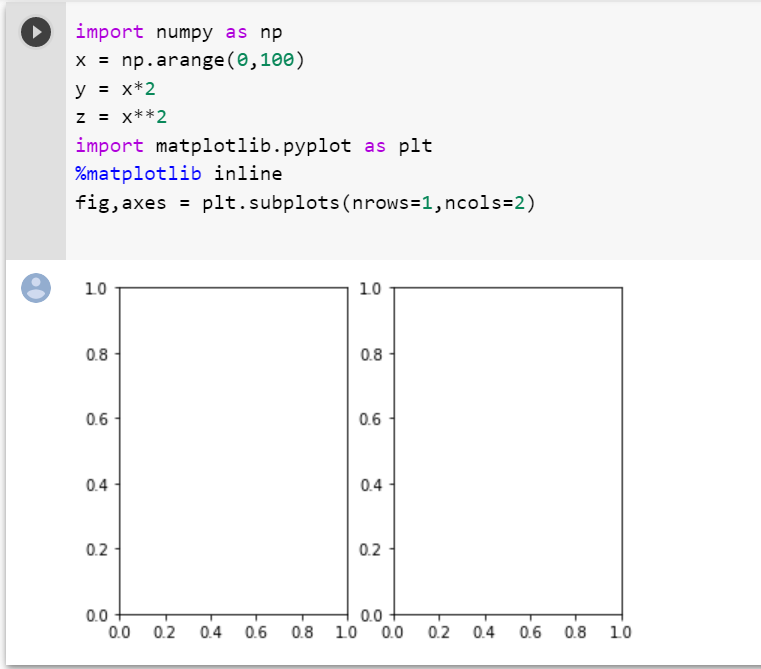 import numpy as np
x = np.arange(0,100)
y = x*2
z = x**2
import matplotlib.pyplot as plt
%matplotlib inline
fig,axes = plt.subplots(nrows=1,ncols=2)
1.0 1.0
0.8 0.8
0.6 0.6
0.4 0.4
0.2 0.2
0.0 0.0
0.0 0.2 0.4 0.6 0.8 1.0 0.0 0.2 0.4 0.6 0.8 1.0